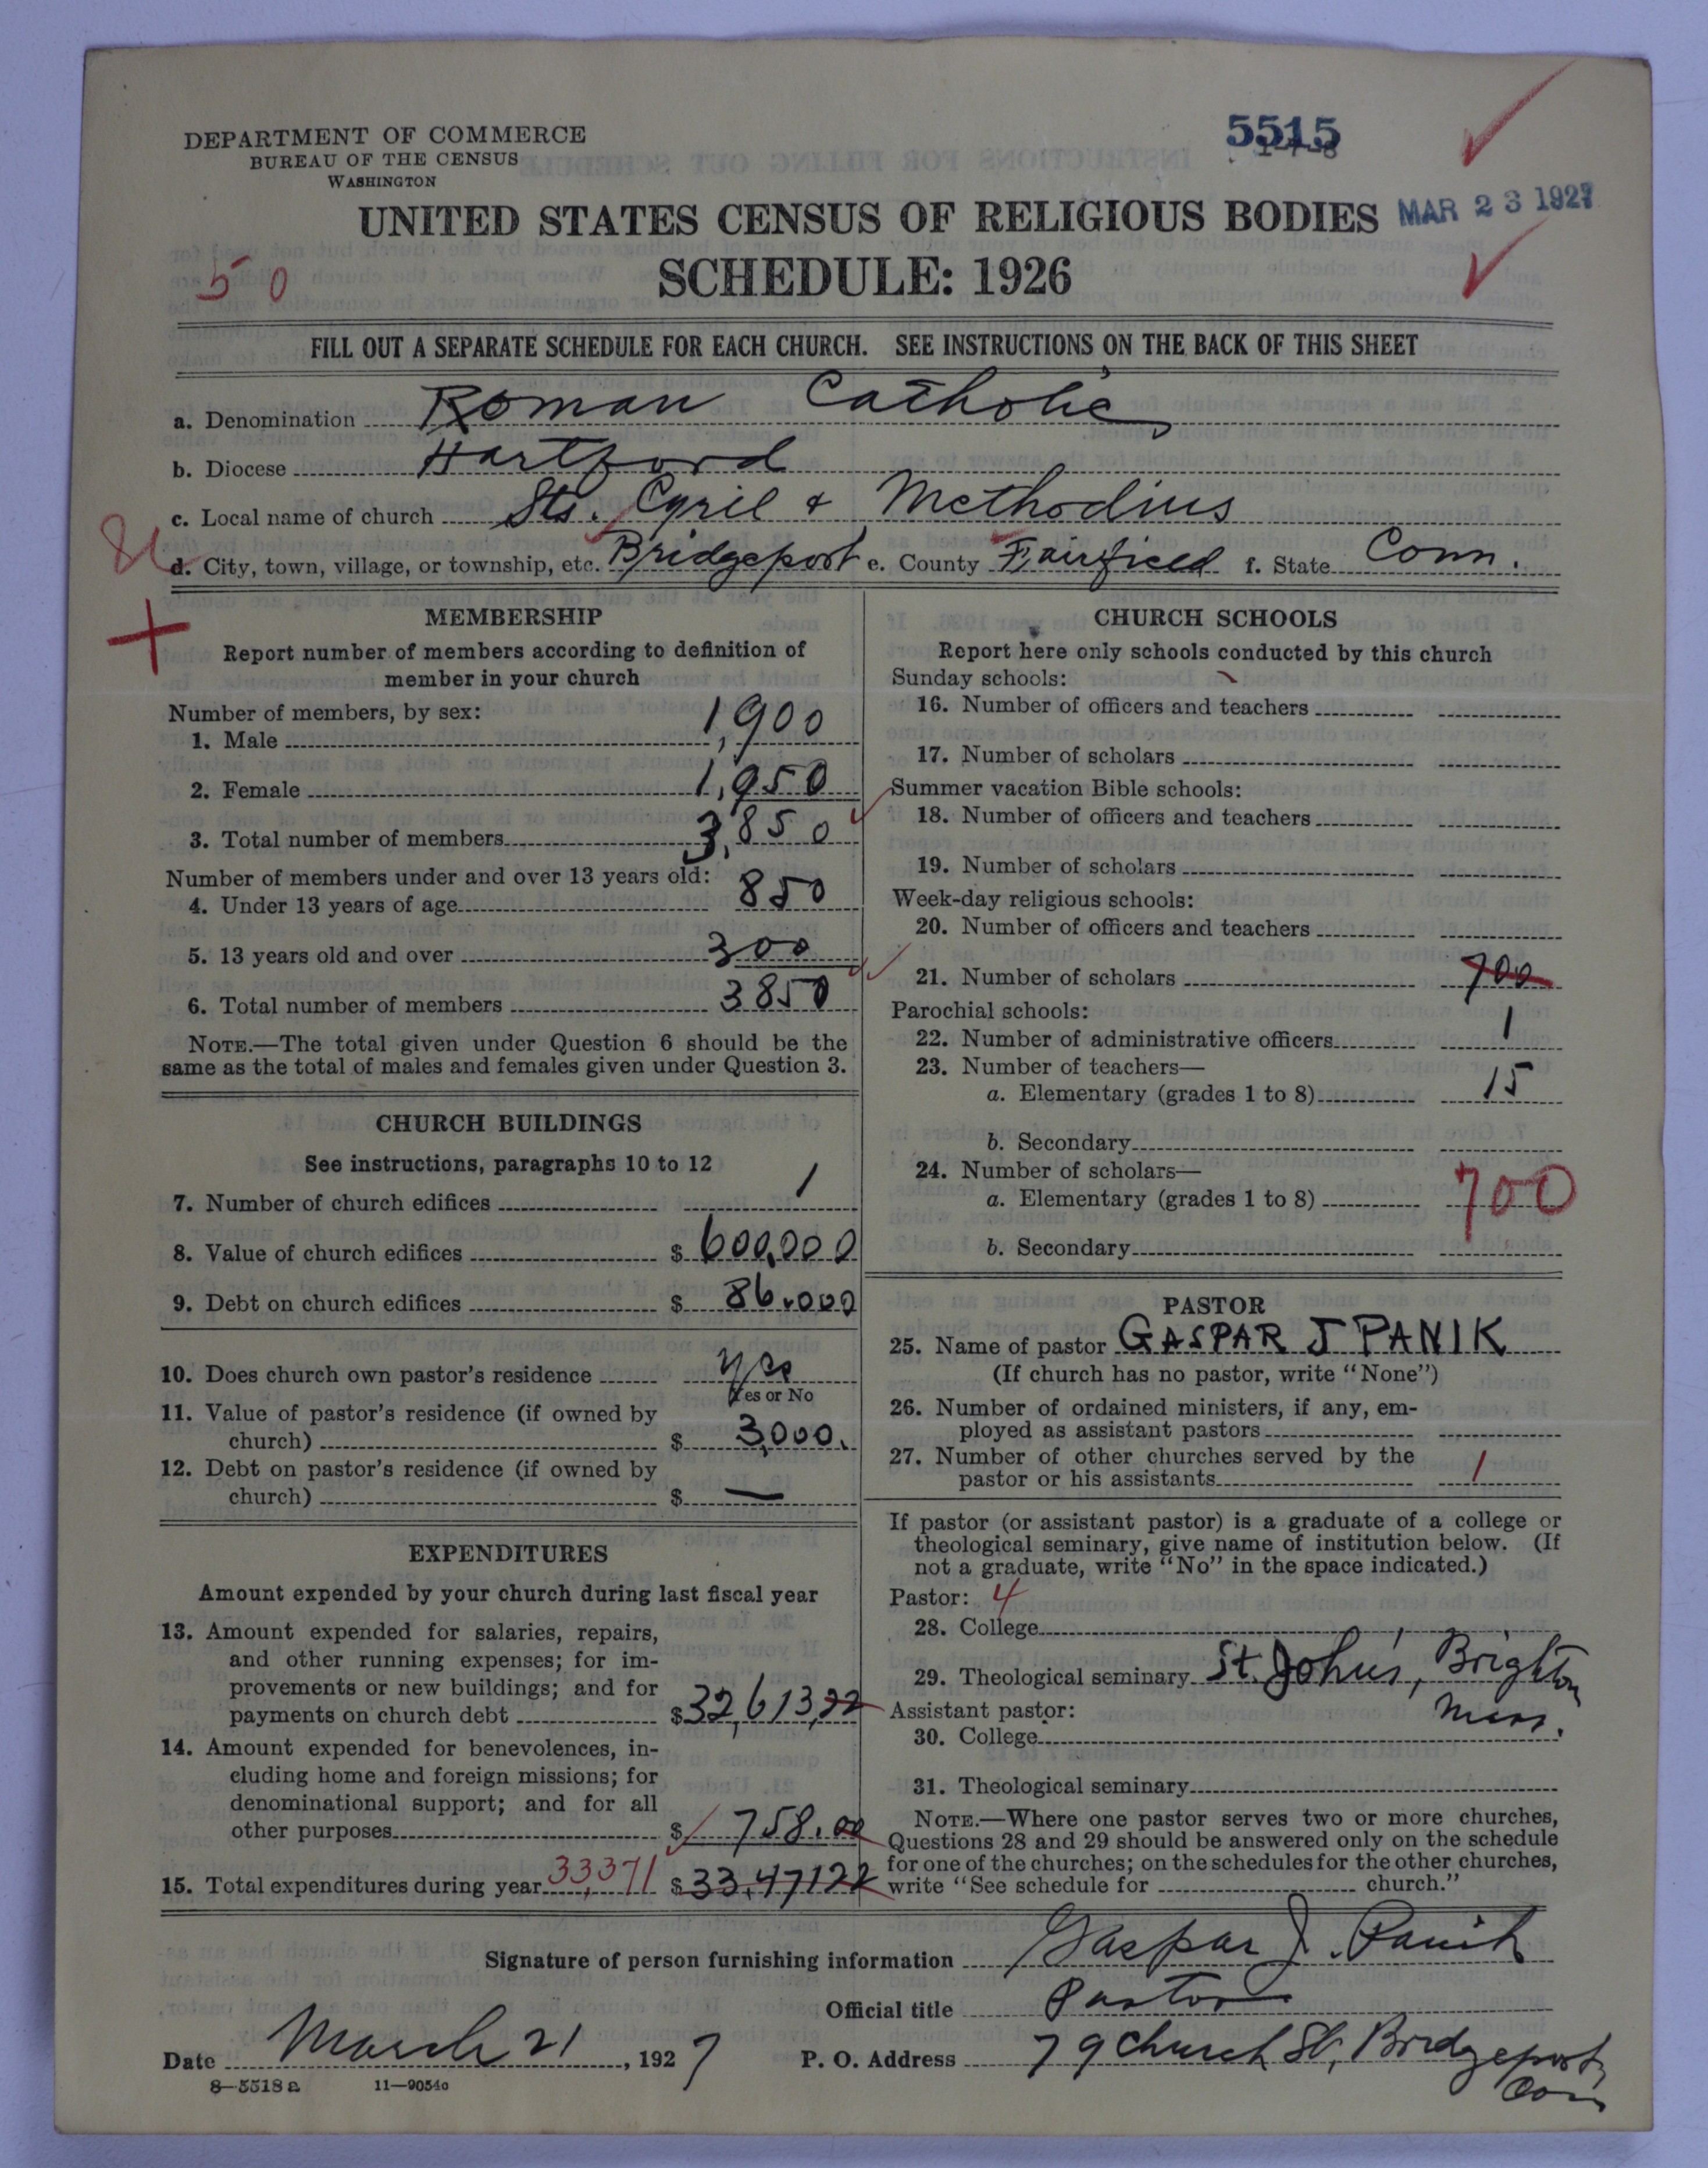 DEPARTMENT OF COMMERCE
BUREAU OF THE CENSUS
WASHINGTON
5515
MAR 23 1927
UNITED STATES CENSUS OF RELIGIOUS BODIES
SCHEDULE: 1926
50
FILL OUT A SEPARATE SCHEDULE FOR EACH CHURCH. SEE INSTRUCTIONS ON THE BACK OF THIS SHEET
a. Denomination Roman Catholic
b. Diocese Hartford
c. Local name of church Sts. Cyril & Methodius
d. City, town, village, or township, etc. Bridgeport e. County Fairfield f. State Conn.
MEMBERSHIP
Report number of members according to definition of
member in your church
Number of members, by sex:
1. Male 1,900
2. Female 1,950
3. Total number of members 3,850
Number of members under and over 13 years old:
4. Under 13 years of age 850
5. 13 years old and over 300
6. Total number of members 3850
NOTE.—The total given under Question 6 should be the
same as the total of males and females given under Question 3.
CHURCH BUILDINGS
See instructions, paragraphs 10 to 12
7. Number of church edifices 1
8. Value of church edifices $ 600,000
9. Debt on church edifices $ 86.000
10. Does church own pastor's residence yes
Yes or No
11. Value of pastor's residence (if owned by
church) $ 3,000.
12. Debt on pastor's residence (if owned by
church) $ —
EXPENDITURES
Amount expended by your church during last fiscal year
13. Amount expended for salaries, repairs,
and other running expenses; for im-
provements or new buildings; and for
payments on church debt $32,613,22
14. Amount expended for benevolences, in-
cluding home and foreign missions; for
denominational support; and for all
other purposes $ 758.00
15. Total expenditures during year 33,371 $ 33,47122
CHURCH SCHOOLS
Report here only schools conducted by this church
Sunday schools:
16. Number of officers and teachers
17. Number of scholars
Summer vacation Bible schools:
18. Number of officers and teachers
19. Number of scholars
Week-day religious schools:
20. Number of officers and teachers
21. Number of scholars 700
Parochial schools:
22. Number of administrative officers 1
23. Number of teachers—
a. Elementary (grades 1 to 8) 15
b. Secondary
24. Number of scholars—
a. Elementary (grades 1 to 8) 700
b. Secondary
PASTOR
25. Name of pastor GASPAR J PANIK
(If church has no pastor, write "None")
26. Number of ordained ministers, if any, em-
ployed as assistant pastors
27. Number of other churches served by the
pastor or his assistants 1
If pastor (or assistant pastor) is a graduate of a college or
theological seminary, give name of institution below. (If
not a graduate, write "No" in the space indicated.)
Pastor: 4
28. College
29. Theological seminary St. John's, Brighton
Mass.
Assistant pastor:
30. College
31. Theological seminary
NOTE.—Where one pastor serves two or more churches,
Questions 28 and 29 should be answered only on the schedule
for one of the churches; on the schedules for the other churches,
write "See schedule for church."
Signature of person furnishing information Gaspar J. Panik
Official title Pastor
Date March 21, 1927 P. O. Address 79 Church St, Bridgeport,
Con
8—5518 a 11—9054o